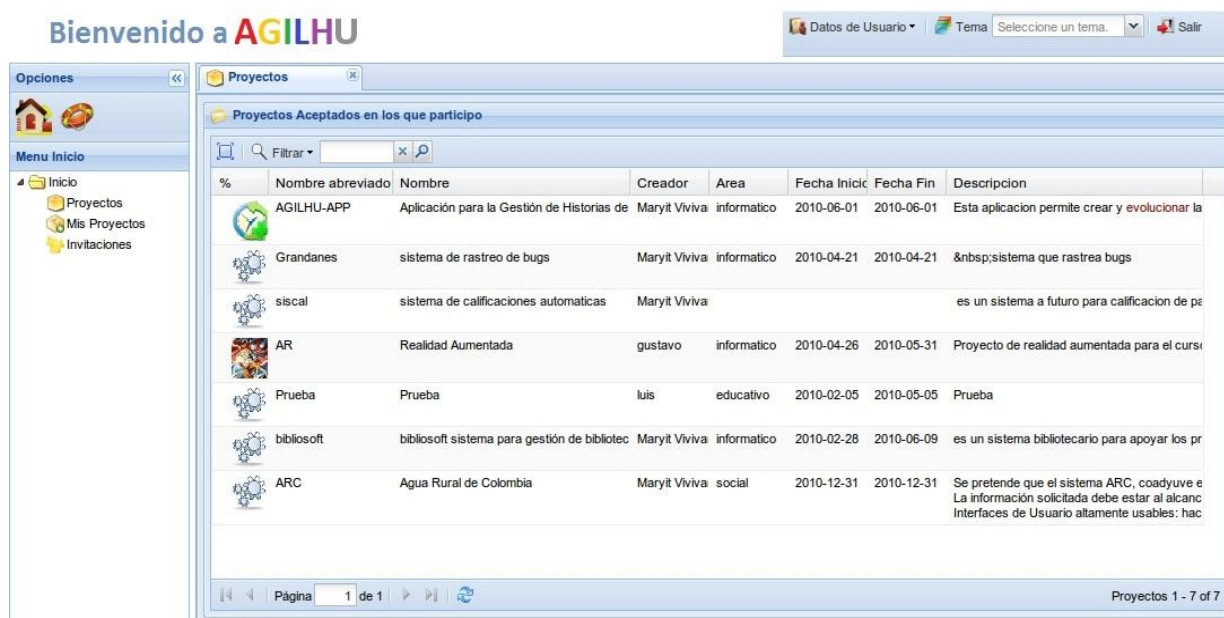 Bienvenido a AGILHU
Datos de Usuario Tema Seleccione un tema. Salir
Opciones
Proyectos
Proyectos Aceptados en los que participo
Menu Inicio
Filtrar
Inicio
Proyectos
Mis Proyectos
Invitaciones
% Nombre abreviado Nombre Creador Area Fecha Inicio Fecha Fin Descripcion
AGILHU-APP Aplicación para la Gestión de Historias de Maryit Viviva informatico 2010-06-01 2010-06-01 Esta aplicacion permite crear y evolucionar la
Grandanes sistema de rastreo de bugs Maryit Viviva informatico 2010-04-21 2010-04-21 &nbsp;sistema que rastrea bugs
siscal sistema de calificaciones automaticas Maryit Viviva es un sistema a futuro para calificacion de pa
AR Realidad Aumentada gustavo informatico 2010-04-26 2010-05-31 Proyecto de realidad aumentada para el curso
Prueba Prueba luis educativo 2010-02-05 2010-05-05 Prueba
bibliosoft bibliosoft sistema para gestión de bibliotec Maryit Viviva informatico 2010-02-28 2010-06-09 es un sistema bibliotecario para apoyar los pr
ARC Agua Rural de Colombia Maryit Viviva social 2010-12-31 2010-12-31 Se pretende que el sistema ARC, coadyuve e
La información solicitada debe estar al alcanc
Interfaces de Usuario altamente usables: hac
Página 1 de 1 Proyectos 1 - 7 of 7